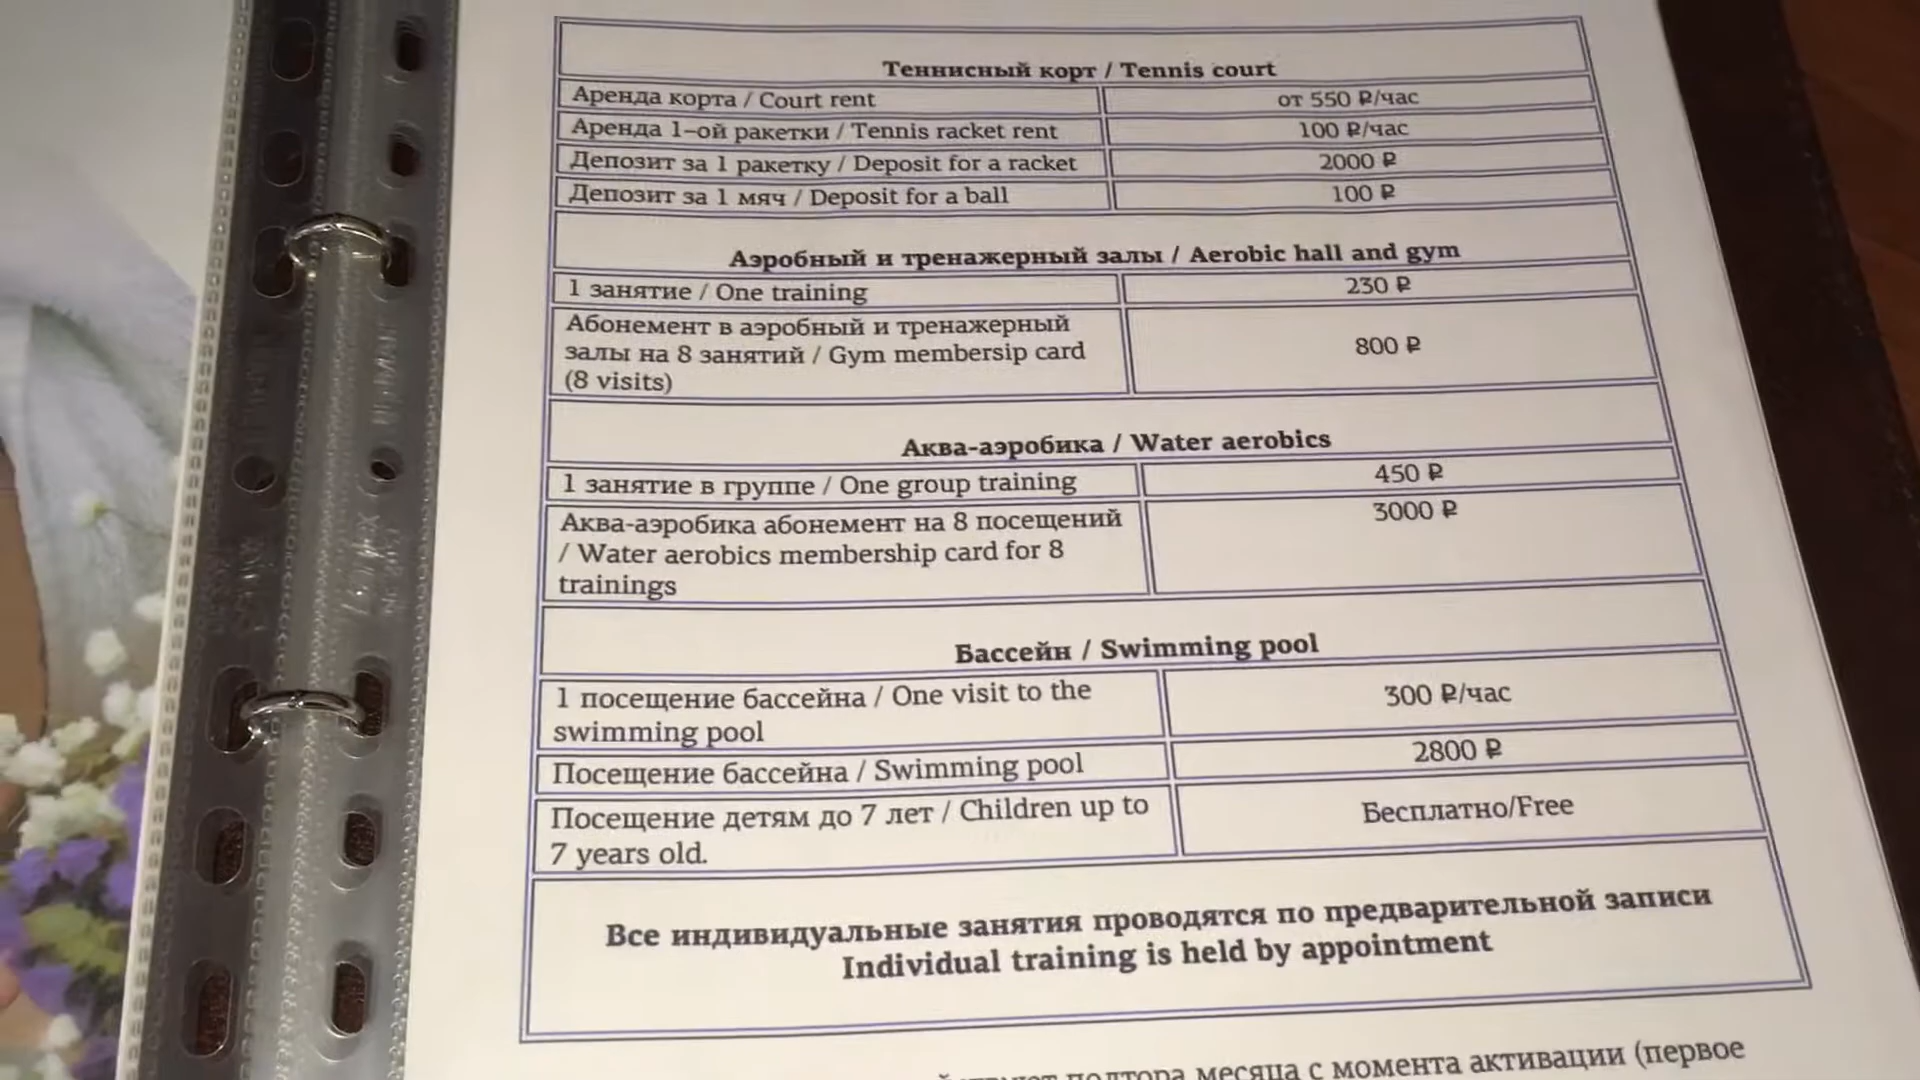 Теннисный корт / Tennis court
Аренда корта / Court rent
от 550 ₽/час
Аренда 1-ой ракетки / Tennis racket rent
100 ₽/час
Депозит за 1 ракетку / Deposit for a racket
2000 ₽
Депозит за 1 мяч / Deposit for a ball
100 ₽
Аэробный и тренажерный залы / Aerobic hall and gym
1 занятие / One training
230 ₽
Абонемент в аэробный и тренажерный
залы на 8 занятий / Gym membersip card
(8 visits)
800 ₽
Аква-аэробика / Water aerobics
1 занятие в группе / One group training
450 ₽
Аква-аэробика абонемент на 8 посещений
/ Water aerobics membership card for 8
trainings
3000 ₽
Бассейн / Swimming pool
1 посещение бассейна / One visit to the
swimming pool
300 ₽/час
Посещение бассейна / Swimming pool
2800 ₽
Посещение детям до 7 лет / Children up to
7 years old.
Бесплатно/Free
Все индивидуальные занятия проводятся по предварительной записи
Individual training is held by appointment
полтора месяца с момента активации (первое